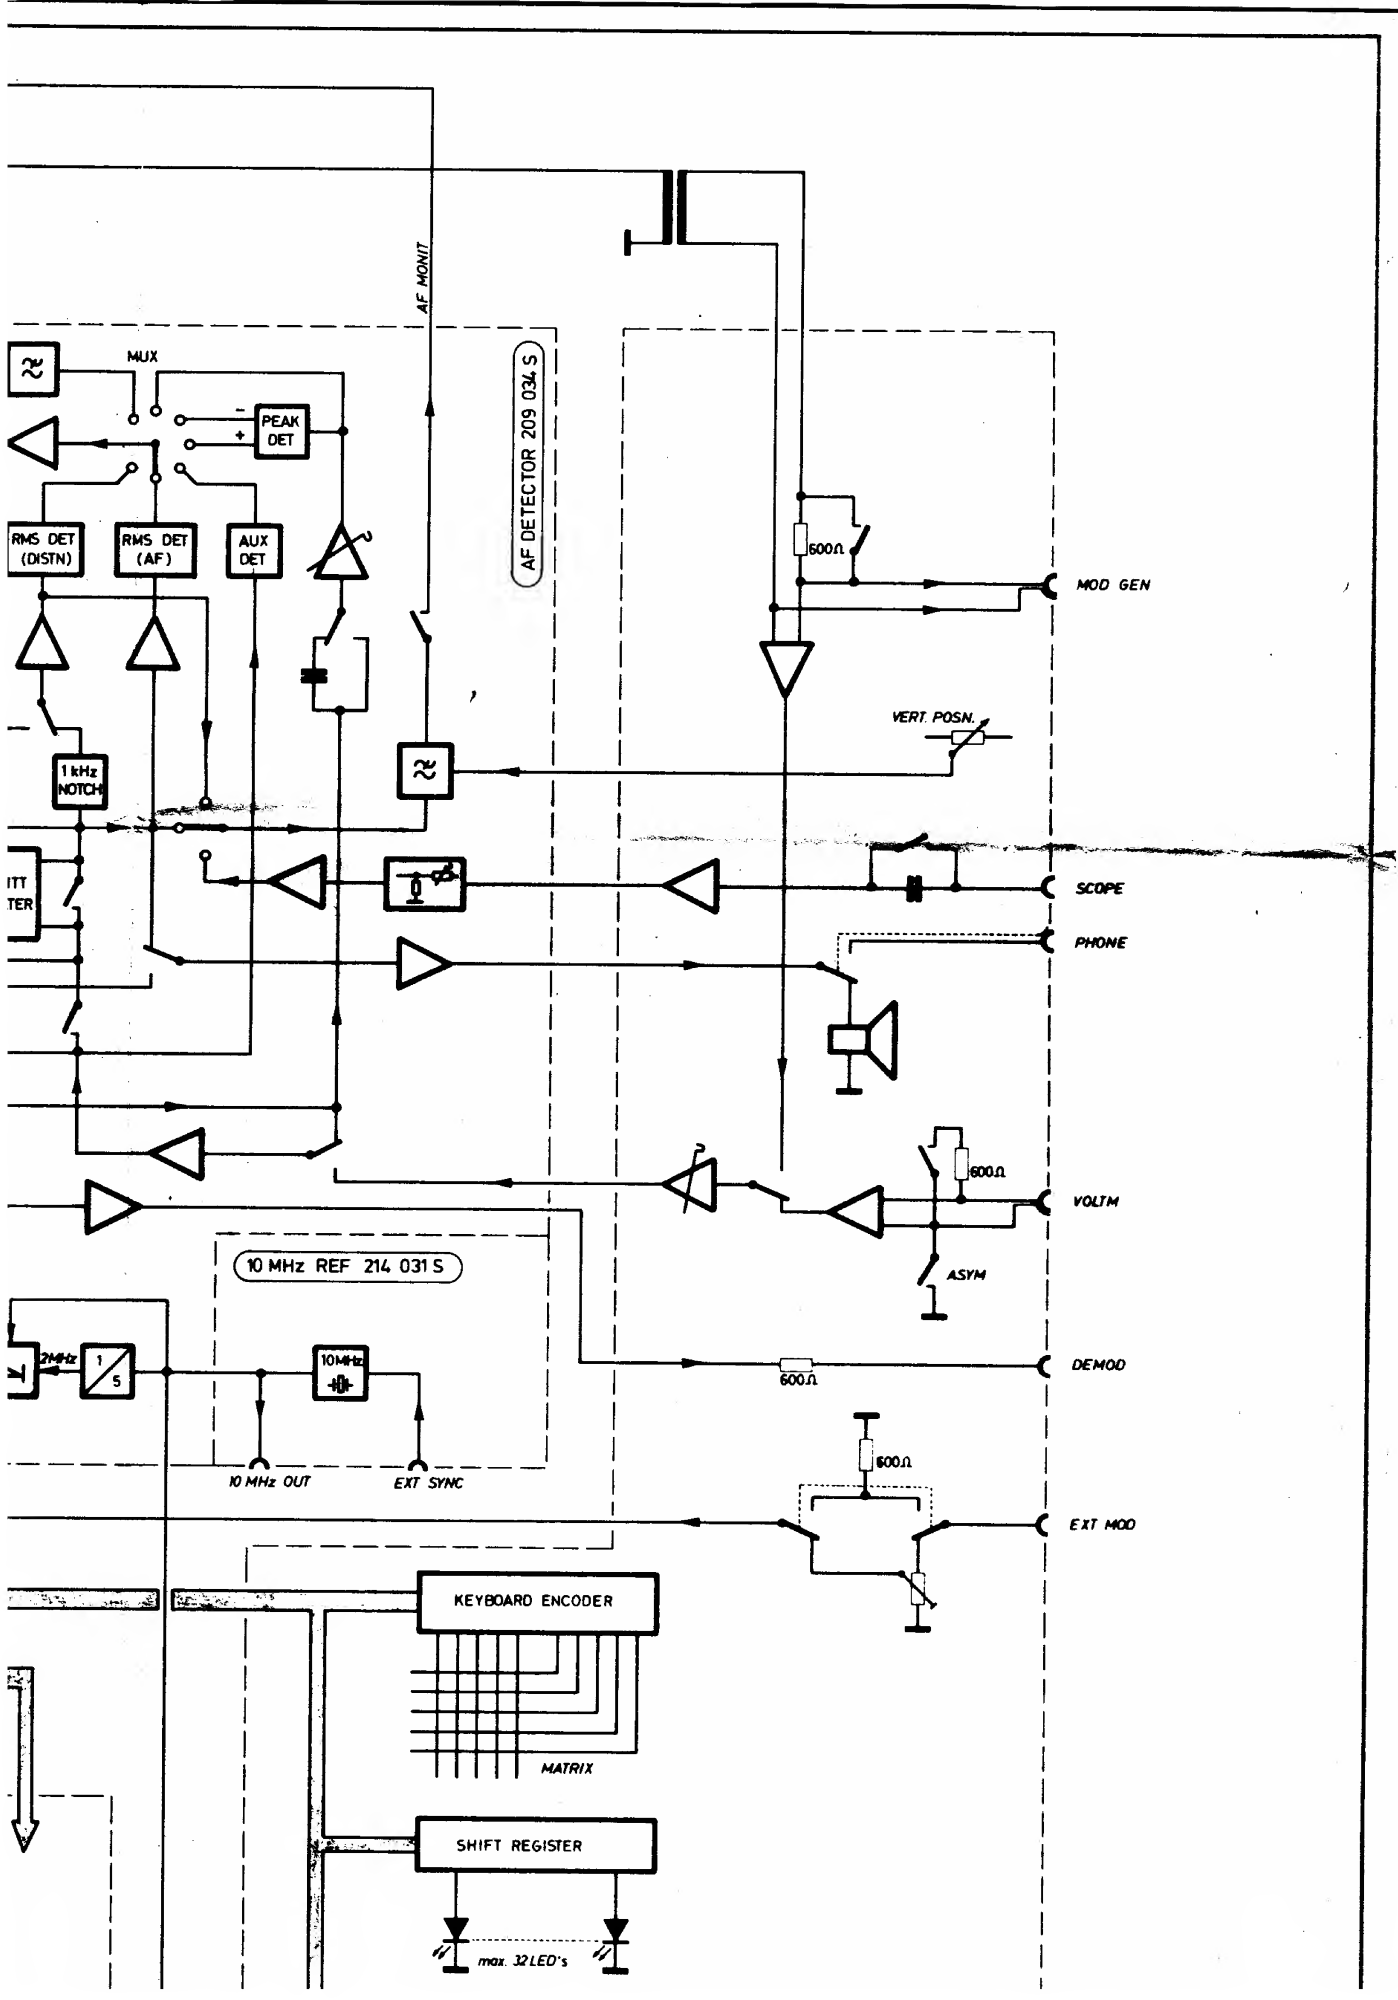 AF MONIT
MUX
-
+
PEAK
DET
AF DETECTOR 209 034 S
RMS DET
(DISTN)
RMS DET
(AF)
AUX
DET
600Ω
MOD GEN
VERT. POSN.
1 kHz
NOTCH
ITT
TER
SCOPE
PHONE
600Ω
VOLTM
ASYM
10 MHz REF 214 031 S
2MHz
1
5
10MHz
DEMOD
600Ω
600Ω
10 MHz OUT
EXT SYNC
EXT MOD
KEYBOARD ENCODER
MATRIX
SHIFT REGISTER
max. 32 LED's